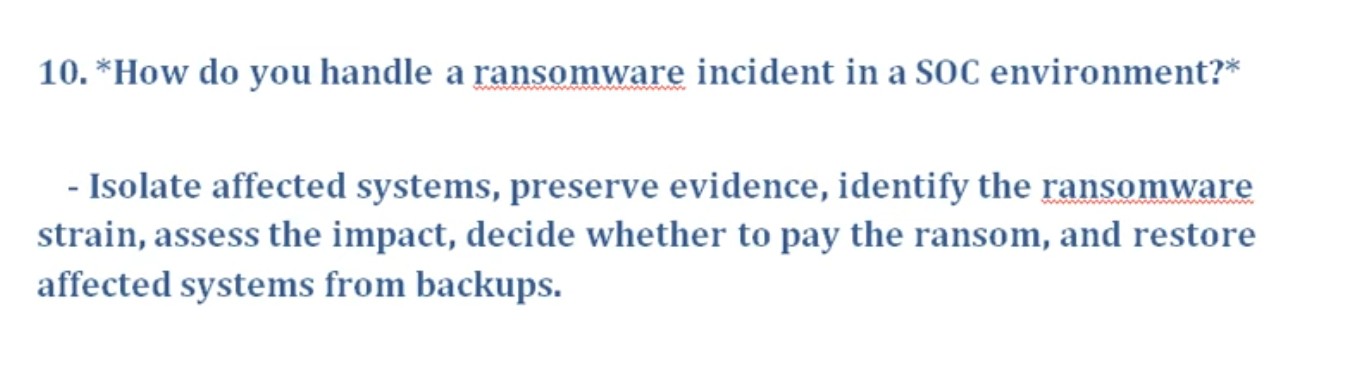 10. *How do you handle a ransomware incident in a SOC environment?*
- Isolate affected systems, preserve evidence, identify the ransomware
strain, assess the impact, decide whether to pay the ransom, and restore
affected systems from backups.